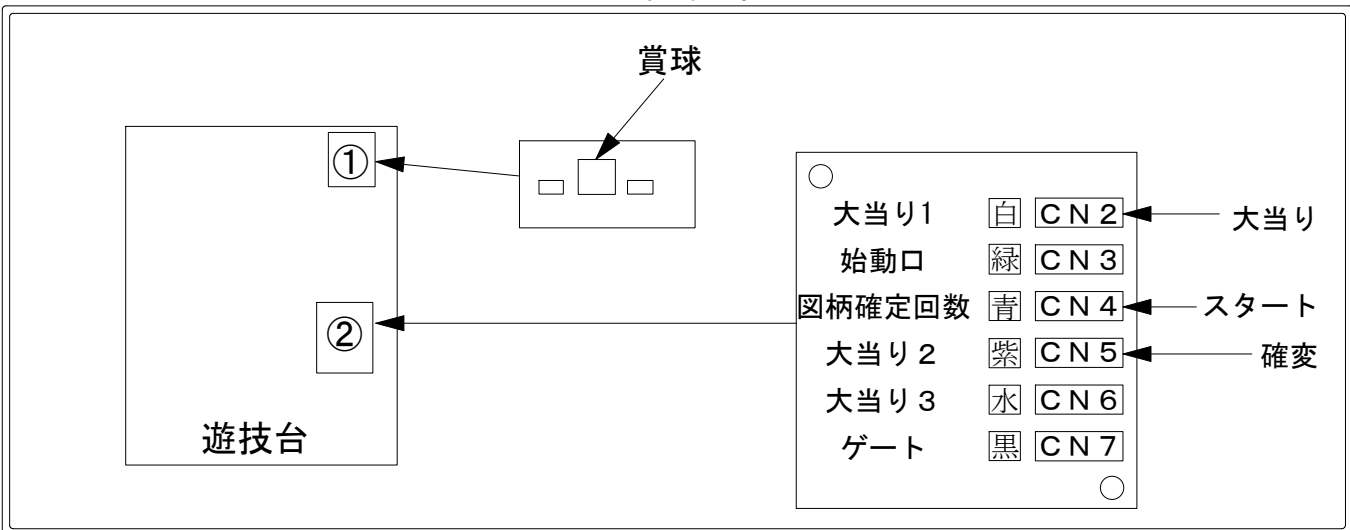 賞球
①
②
遊技台
大当り1 白 CN2 大当り
始動口 緑 CN3
図柄確定回数 青 CN4 スタート
大当り2 紫 CN5 確変
大当り3 水 CN6
ゲート 黒 CN7